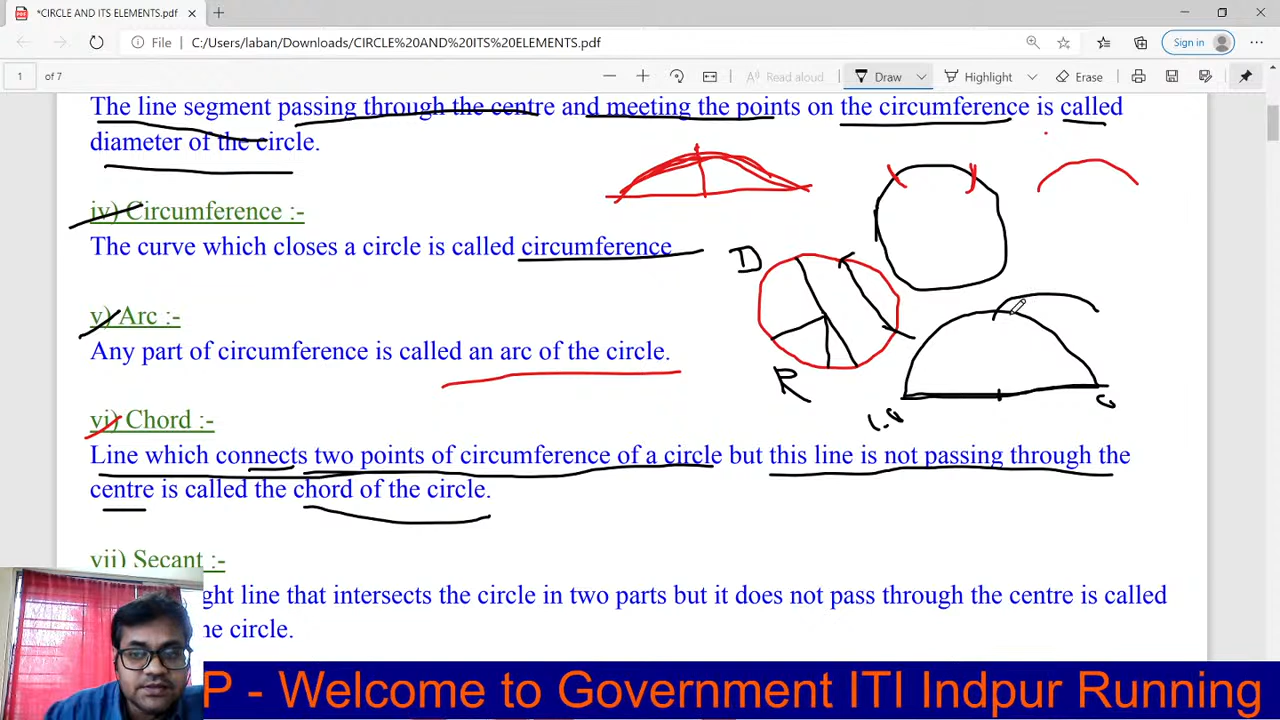 *CIRCLE AND ITS ELEMENTS.pdf
File C:/Users/laban/Downloads/CIRCLE%20AND%20ITS%20ELEMENTS.pdf Sign in
1 of 7 Read aloud Draw Highlight Erase
The line segment passing through the centre and meeting the points on the circumference is called
diameter of the circle.
iv) Circumference :-
The curve which closes a circle is called circumference
D
v) Arc :-
Any part of circumference is called an arc of the circle.
R
vi) Chord :-
Line which connects two points of circumference of a circle but this line is not passing through the
centre is called the chord of the circle.
vii) Secant :-
ght line that intersects the circle in two parts but it does not pass through the centre is called
he circle.
P - Welcome to Government ITI Indpur Running